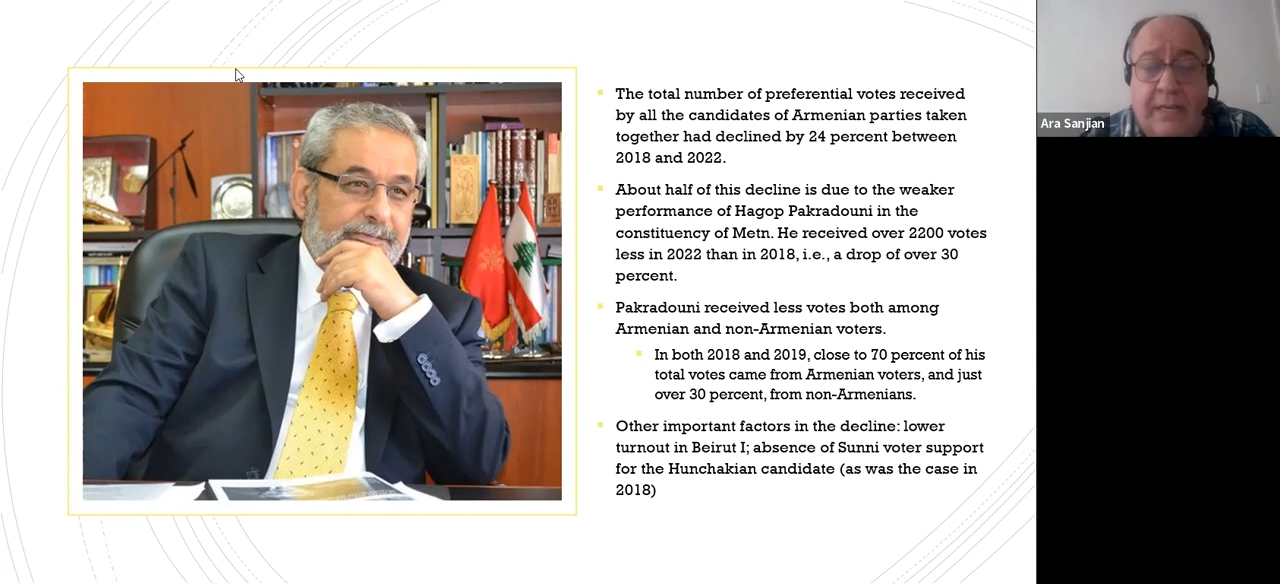 The total number of preferential votes received
by all the candidates of Armenian parties taken
together had declined by 24 percent between
2018 and 2022.
About half of this decline is due to the weaker
performance of Hagop Pakradouni in the
constituency of Metn. He received over 2200 votes
less in 2022 than in 2018, i.e., a drop of over 30
percent.
Pakradouni received less votes both among
Armenian and non-Armenian voters.
In both 2018 and 2019, close to 70 percent of his
total votes came from Armenian voters, and just
over 30 percent, from non-Armenians.
Other important factors in the decline: lower
turnout in Beirut I; absence of Sunni voter support
for the Hunchakian candidate (as was the case in
2018)
Ara Sanjian